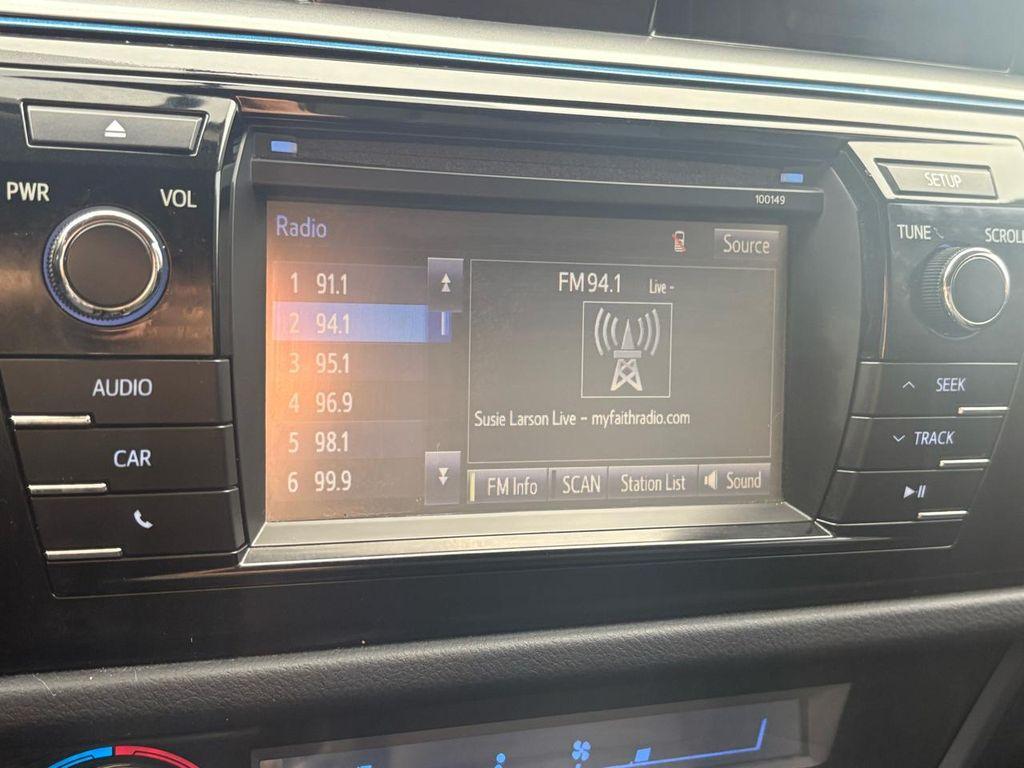 PWR
VOL
AUDIO
CAR
100149
Radio
Source
1 91.1
2 94.1
3 95.1
4 96.9
5 98.1
6 99.9
FM 94.1 Live -
Susie Larson Live - myfaithradio.com
FM Info
SCAN
Station List
Sound
SETUP
TUNE
SCROLL
SEEK
TRACK